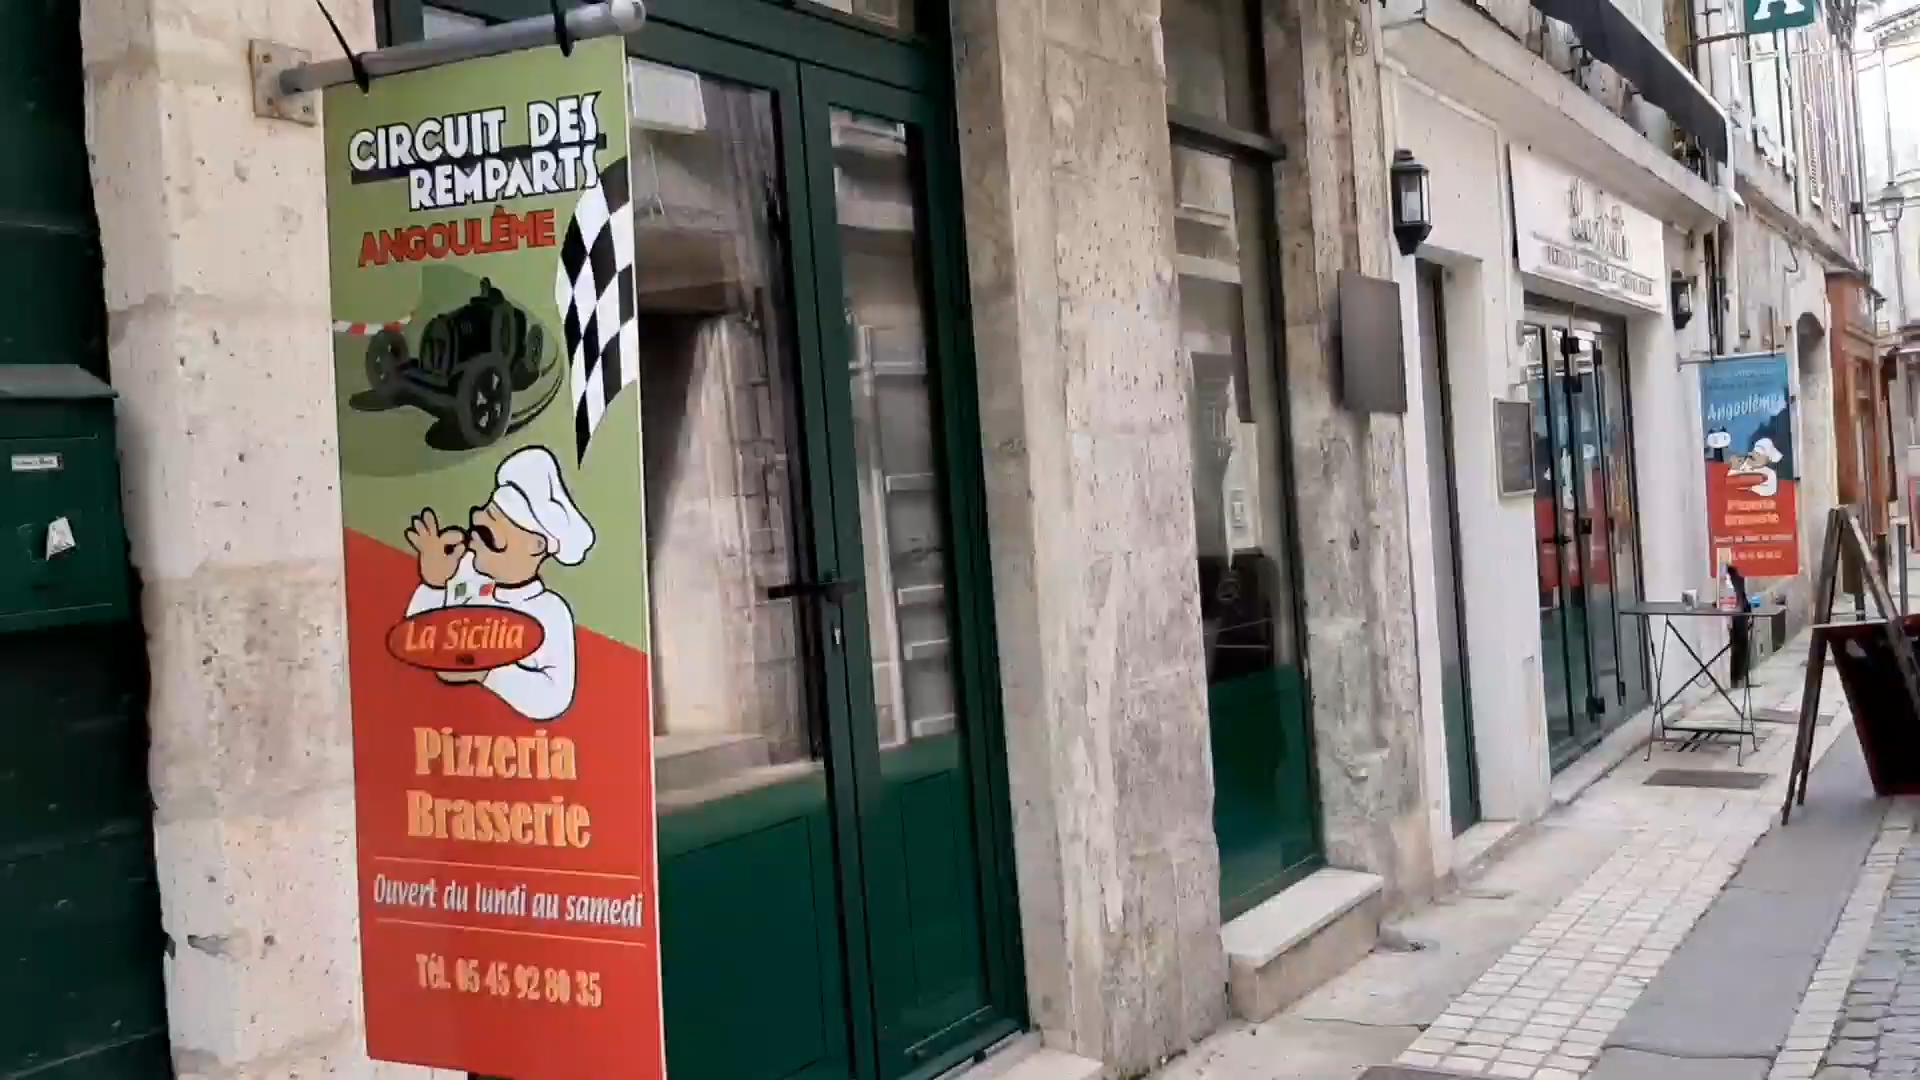 CIRCUIT DES
REMPARTS
ANGOULÊME
17
La Sicilia
Pizzeria
Brasserie
Ouvert du lundi au samedi
Tél. 05 45 92 80 35
Angoulême
Pizzeria
Brasserie